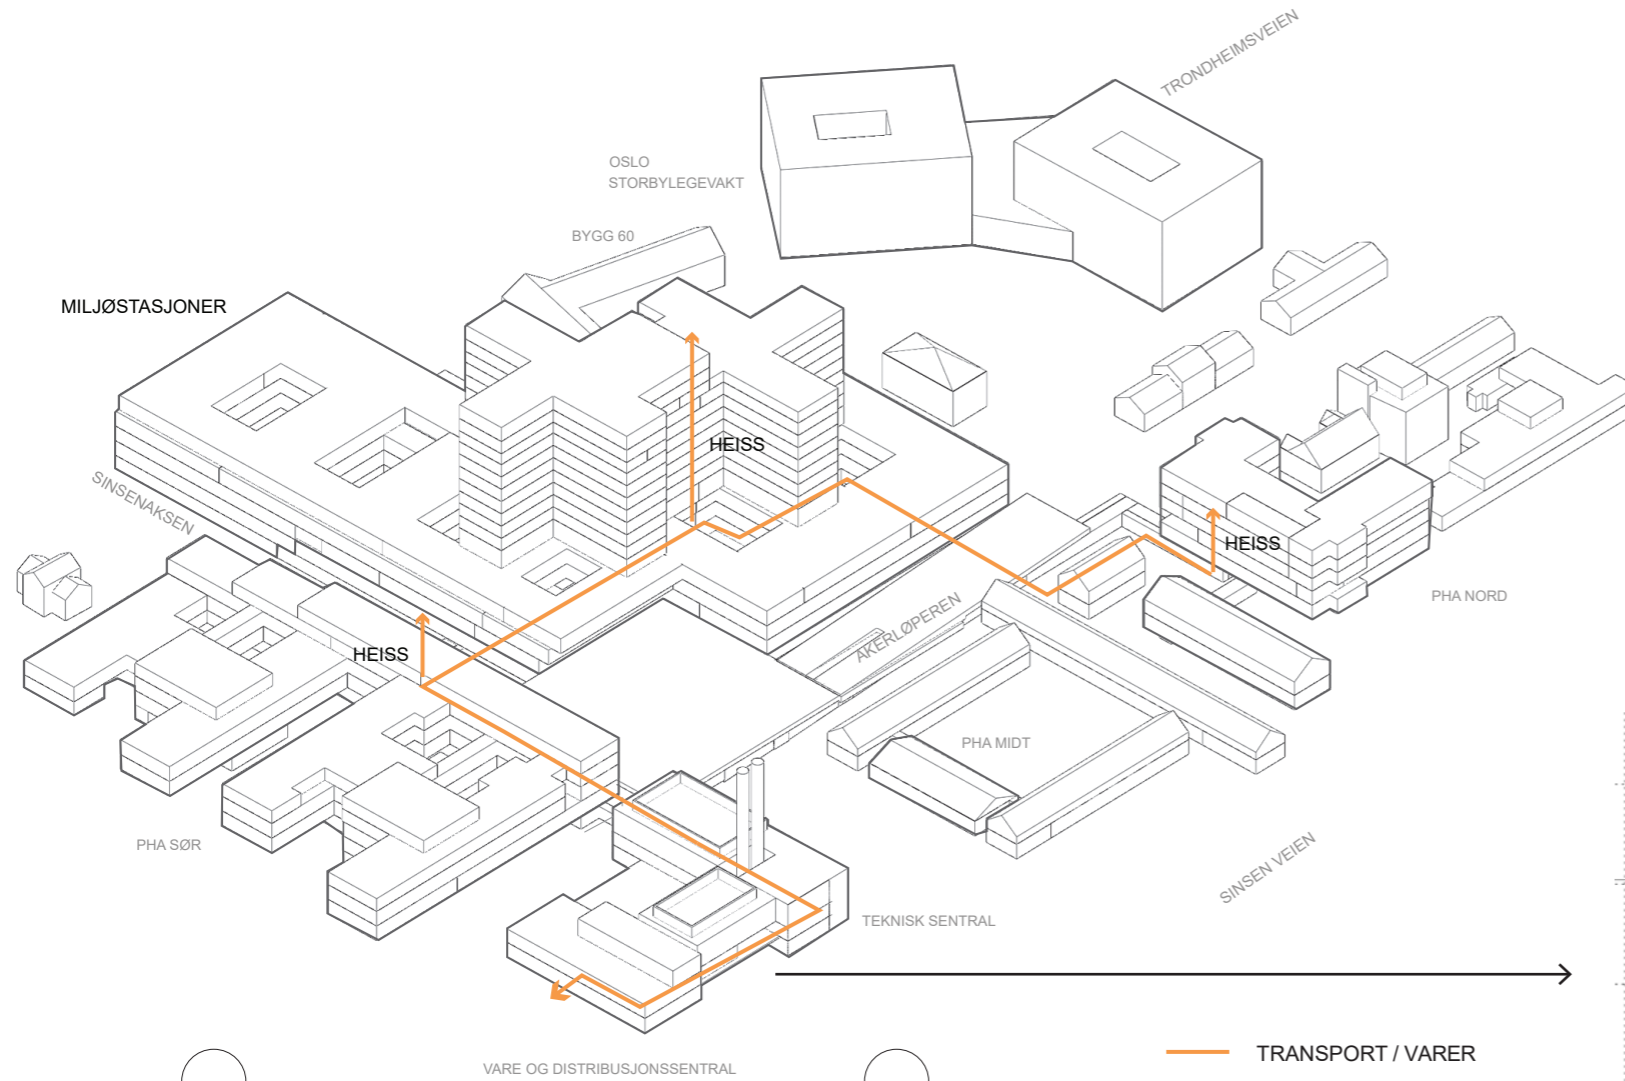 TRONDHEIMSVEIEN
OSLO
STORBYLEGEVAKT
BYGG 60
MILJØSTASJONER
HEISS
SINSENAKSEN
HEISS
PHA NORD
AKERLØPEREN
HEISS
PHA MIDT
PHA SØR
SINSEN VEIEN
TEKNISK SENTRAL
TRANSPORT / VARER
VARE OG DISTRIBUSJONSSENTRAL